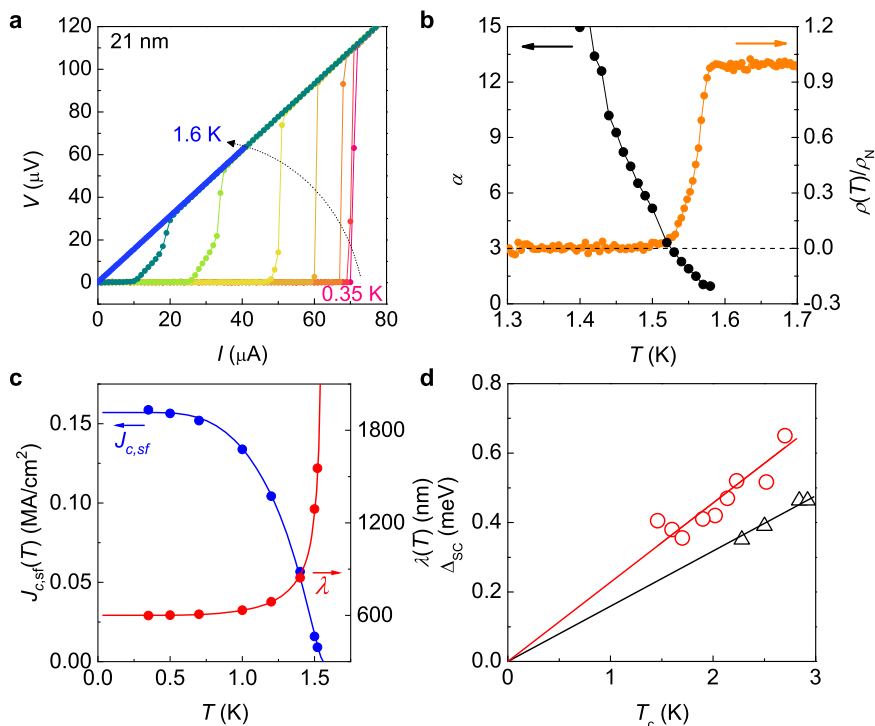 a
21 nm
1.6 K
0.35 K
V (μV)
120
100
80
60
40
20
0
0 20 40 60 80
I (μA)
b
α
15
12
9
6
3
0
1.2
0.9
0.6
0.3
0.0
-0.3
ρ(T)/ρN
1.3 1.4 1.5 1.6 1.7
T (K)
c
Jc,sf
Jc,sf(T) (MA/cm²)
0.15
0.10
0.05
0.00
1800
1200
600
λ
λ(T) (nm)
0.0 0.5 1.0 1.5
T (K)
d
ΔSC (meV)
0.8
0.6
0.4
0.2
0.0
0 1 2 3
Tc (K)